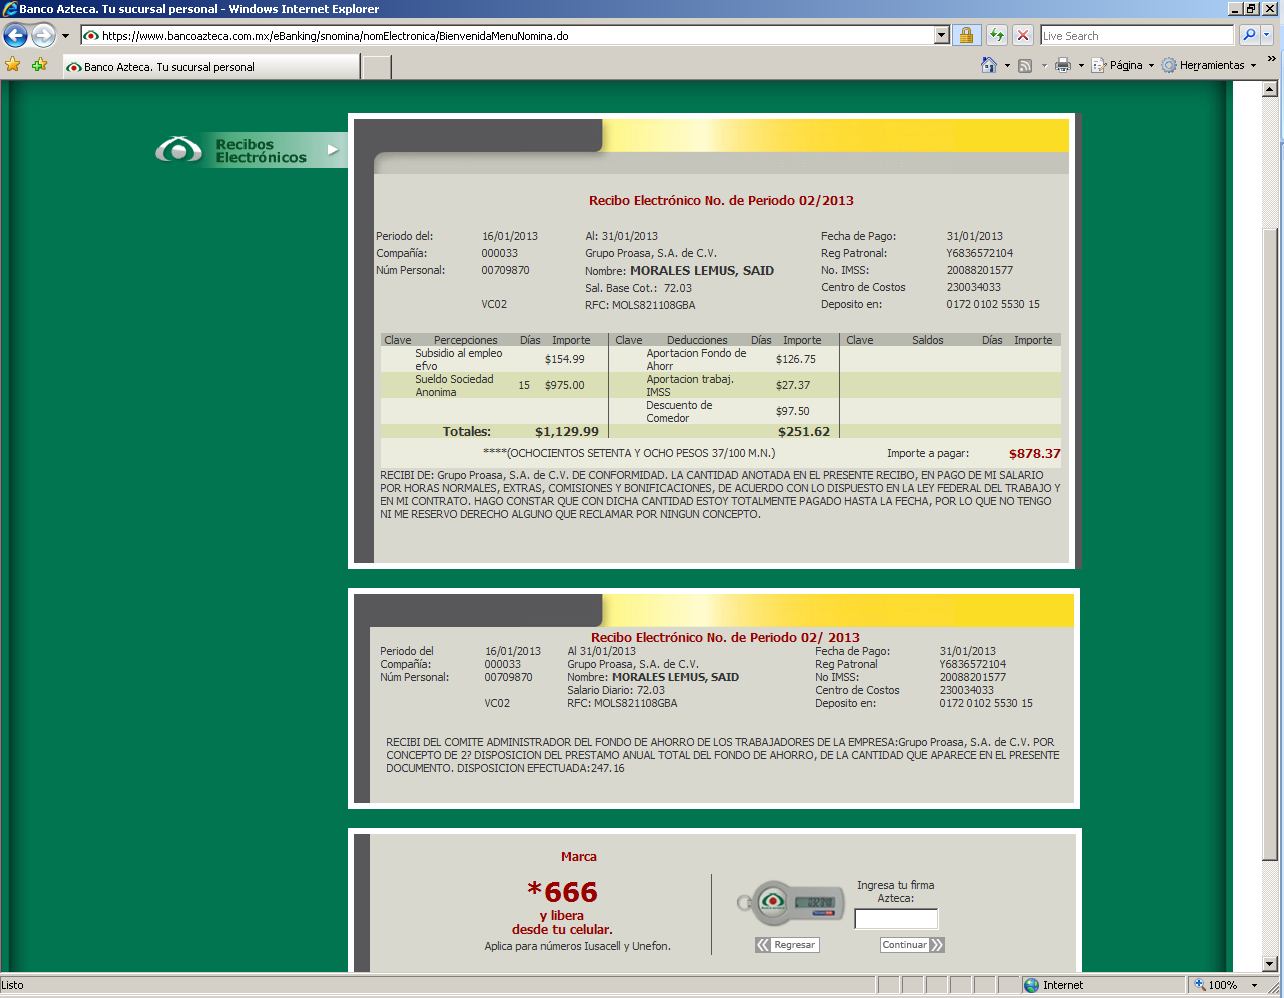 Banco Azteca. Tu sucursal personal - Windows Internet Explorer
https://www.bancoazteca.com.mx/eBanking/snomina/nomElectronica/BienvenidaMenuNomina.do
Live Search
Banco Azteca. Tu sucursal personal
Página
Herramientas
Recibos
Electrónicos
Recibo Electrónico No. de Periodo 02/2013
Periodo del: 16/01/2013 Al: 31/01/2013 Fecha de Pago: 31/01/2013
Compañía: 000033 Grupo Proasa, S.A. de C.V. Reg Patronal: Y6836572104
Núm Personal: 00709870 Nombre: MORALES LEMUS, SAID No. IMSS: 20088201577
Sal. Base Cot.: 72.03 Centro de Costos 230034033
VC02 RFC: MOLS821108GBA Deposito en: 0172 0102 5530 15
Clave Percepciones Días Importe Clave Deducciones Días Importe Clave Saldos Días Importe
Subsidio al empleo efvo $154.99 Aportacion Fondo de Ahorr $126.75
Sueldo Sociedad Anonima 15 $975.00 Aportacion trabaj. IMSS $27.37
Descuento de Comedor $97.50
Totales: $1,129.99 $251.62
****(OCHOCIENTOS SETENTA Y OCHO PESOS 37/100 M.N.) Importe a pagar: $878.37
RECIBI DE: Grupo Proasa, S.A. de C.V. DE CONFORMIDAD. LA CANTIDAD ANOTADA EN EL PRESENTE RECIBO, EN PAGO DE MI SALARIO
POR HORAS NORMALES, EXTRAS, COMISIONES Y BONIFICACIONES, DE ACUERDO CON LO DISPUESTO EN LA LEY FEDERAL DEL TRABAJO Y
EN MI CONTRATO. HAGO CONSTAR QUE CON DICHA CANTIDAD ESTOY TOTALMENTE PAGADO HASTA LA FECHA, POR LO QUE NO TENGO
NI ME RESERVO DERECHO ALGUNO QUE RECLAMAR POR NINGUN CONCEPTO.
Recibo Electrónico No. de Periodo 02/ 2013
Periodo del 16/01/2013 Al 31/01/2013 Fecha de Pago: 31/01/2013
Compañía: 000033 Grupo Proasa, S.A. de C.V. Reg Patronal Y6836572104
Núm Personal: 00709870 Nombre: MORALES LEMUS, SAID No IMSS: 20088201577
Salario Diario: 72.03 Centro de Costos 230034033
VC02 RFC: MOLS821108GBA Deposito en: 0172 0102 5530 15
RECIBI DEL COMITE ADMINISTRADOR DEL FONDO DE AHORRO DE LOS TRABAJADORES DE LA EMPRESA:Grupo Proasa, S.A. de C.V. POR
CONCEPTO DE 2? DISPOSICION DEL PRESTAMO ANUAL TOTAL DEL FONDO DE AHORRO, DE LA CANTIDAD QUE APARECE EN EL PRESENTE
DOCUMENTO. DISPOSICION EFECTUADA:247.16
Marca
*666
y libera
desde tu celular.
Aplica para números Iusacell y Unefon.
Ingresa tu firma
Azteca:
Regresar
Continuar
Listo
Internet
100%